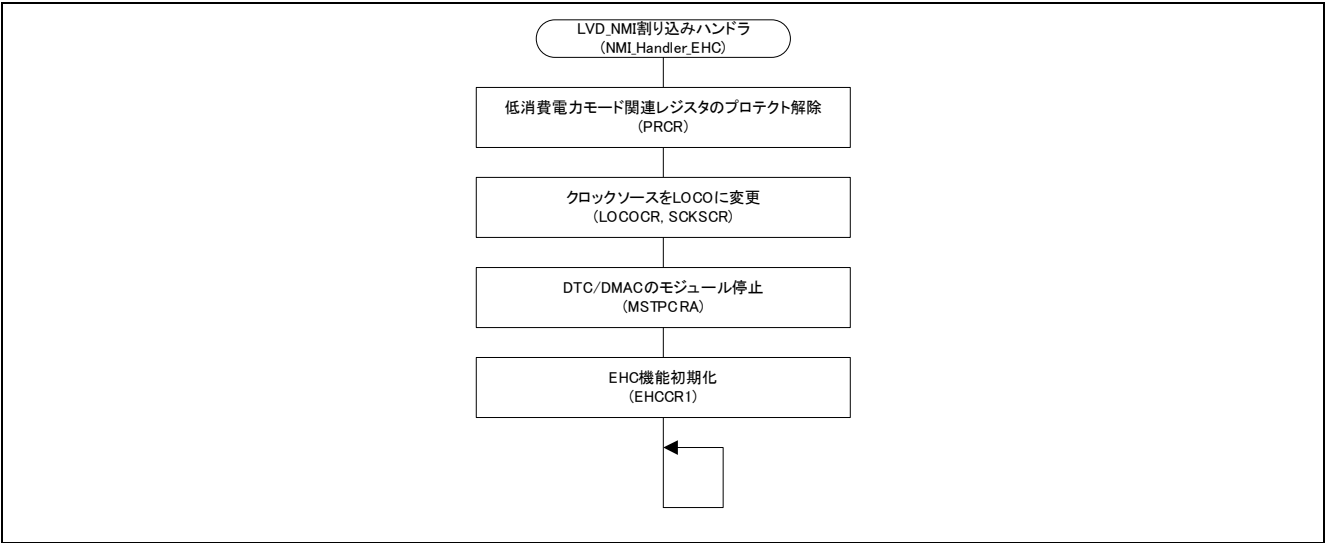 LVD_NMI割り込みハンドラ
(NMI_Handler_EHC)
低消費電力モード関連レジスタのプロテクト解除
(PRCR)
クロックソースをLOCOに変更
(LOCOCR, SCKSCR)
DTC/DMACのモジュール停止
(MSTPCRA)
EHC機能初期化
(EHCCR1)